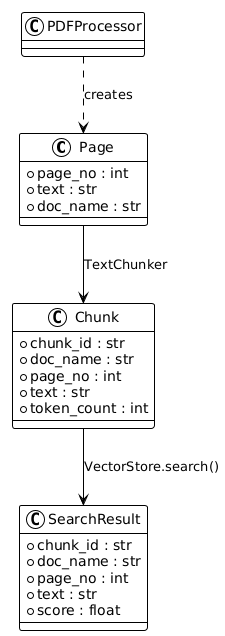 C PDFProcessor
creates
C Page
page_no : int
text : str
doc_name : str
TextChunker
C Chunk
chunk_id : str
doc_name : str
page_no : int
text : str
token_count : int
VectorStore.search()
C SearchResult
chunk_id : str
doc_name : str
page_no : int
text : str
score : float